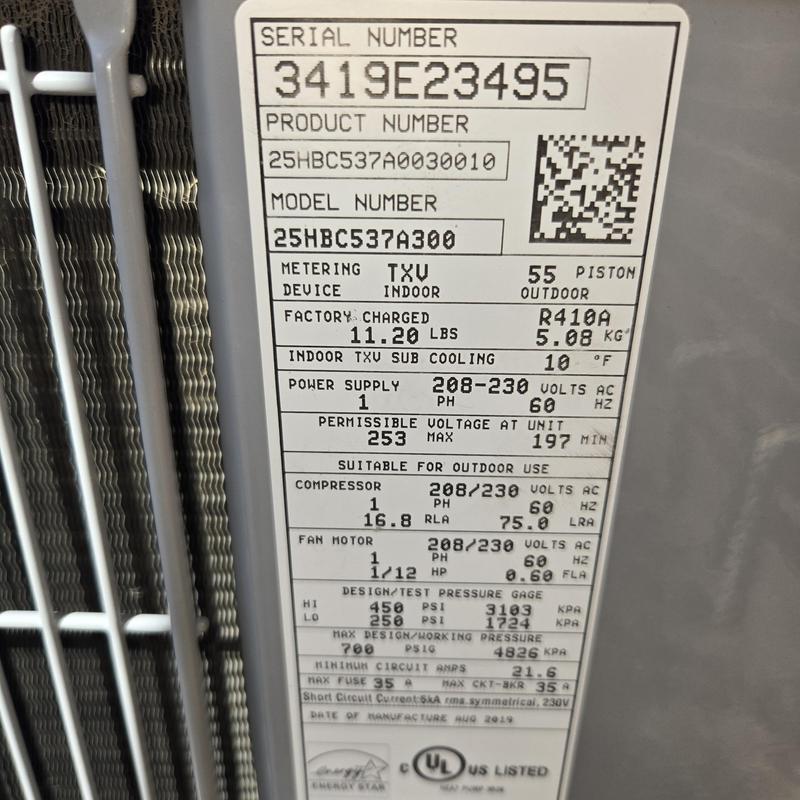 SERIAL NUMBER
3419E23495
PRODUCT NUMBER
25HBC537A0030010
MODEL NUMBER
25HBC537A300
METERING TXV 55 PISTON
DEVICE INDOOR OUTDOOR
FACTORY CHARGED R410A
11.20 LBS 5.08 KG
INDOOR TXV SUB COOLING 10 °F
POWER SUPPLY 208-230 VOLTS AC
1 PH 60 HZ
PERMISSIBLE VOLTAGE AT UNIT
253 MAX 197 MIN
SUITABLE FOR OUTDOOR USE
COMPRESSOR 208/230 VOLTS AC
1 PH 60 HZ
16.8 RLA 75.0 LRA
FAN MOTOR 208/230 VOLTS AC
1 PH 60 HZ
1/12 HP 0.60 FLA
DESIGN/TEST PRESSURE GAGE
HI 450 PSI 3103 KPA
LO 250 PSI 1724 KPA
MAX DESIGN/WORKING PRESSURE
700 PSIG 4826 KPA
MINIMUM CIRCUIT AMPS 21.6
MAX FUSE 35 A MAX CKT-BKR 35 A
Short Circuit Current:5kA rms symmetrical, 230V
DATE OF MANUFACTURE AUG 2019
energy
ENERGY STAR
C UL US LISTED